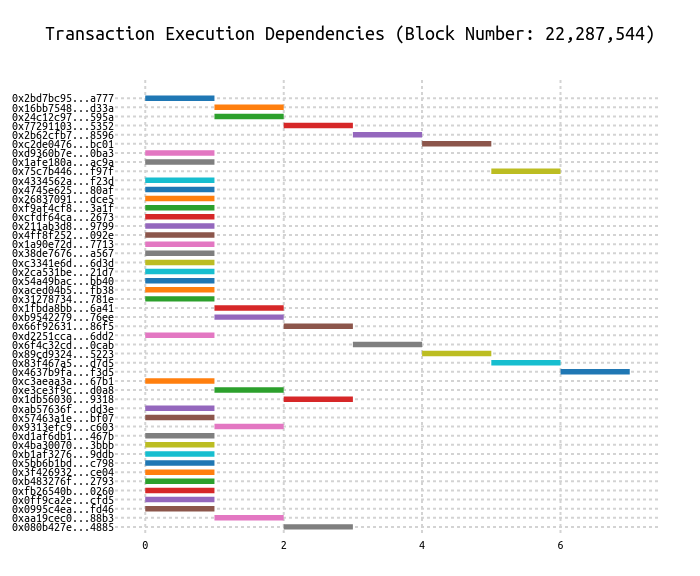 Transaction Execution Dependencies (Block Number: 22,287,544)
0x2bd7bc95...a777
0x16bb7548...d33a
0x24c12c97...595a
0x77291103...5352
0x2b62cfb7...8596
0xc2de0476...bc01
0xd9360b7e...0ba3
0x1afe180a...ac9a
0x75c7b446...f97f
0x4334562a...f23d
0x4745e625...80af
0x26837091...dce5
0xf9af4cf8...3a1f
0xcfdf64ca...2673
0x211ab3d8...9799
0x4ff8f252...092e
0x1a90e72d...7713
0x38de7676...a567
0xc3341e6d...6d3d
0x2ca531be...21d7
0x54a49bac...bb40
0xaced04b5...fb38
0x31278734...781e
0x1fbda8bb...6a41
0xb9542279...76ee
0x66f92631...86f5
0xd2251cca...6dd2
0x6f4c32cd...0cab
0x89cd9324...5223
0x83f467a5...d7d5
0x4637b9fa...f3d5
0xc3aeaa3a...67b1
0xe3ce3f9c...d0a8
0x1db56030...9318
0xab57636f...dd3e
0x57463a1e...bf07
0x9313efc9...c603
0xd1af6db1...467b
0x4ba30070...3bbb
0xb1af3276...9ddb
0x5bb6b1bd...c798
0x3f426932...ce04
0xb483276f...2793
0xfb26540b...0260
0x0ff9ca2e...cfd5
0x0995c4ea...fd46
0xaa19cec0...88b3
0x080b427e...4885
0 2 4 6